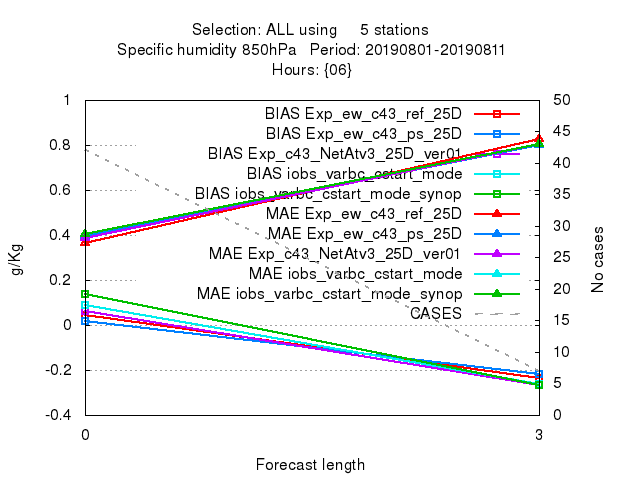 Selection: ALL using 5 stations
Specific humidity 850hPa Period: 20190801-20190811
Hours: {06}
1 50
BIAS Exp_ew_c43_ref_25D
45
BIAS Exp_ew_c43_ps_25D
0.8
BIAS Exp_c43_NetAtv3_25D_ver01
40
BIAS iobs_varbc_cstart_mode
0.6
BIAS iobs_varbc_cstart_mode_synop
35
MAE Exp_ew_c43_ref_25D
30
MAE Exp_ew_c43_ps_25D
0.4
MAE Exp_c43_NetAtv3_25D_ver01
25
MAE iobs_varbc_cstart_mode
0.2
MAE iobs_varbc_cstart_mode_synop
20
CASES
15
0
10
-0.2
5
-0.4 0
0 3
g/Kg
No cases
Forecast length